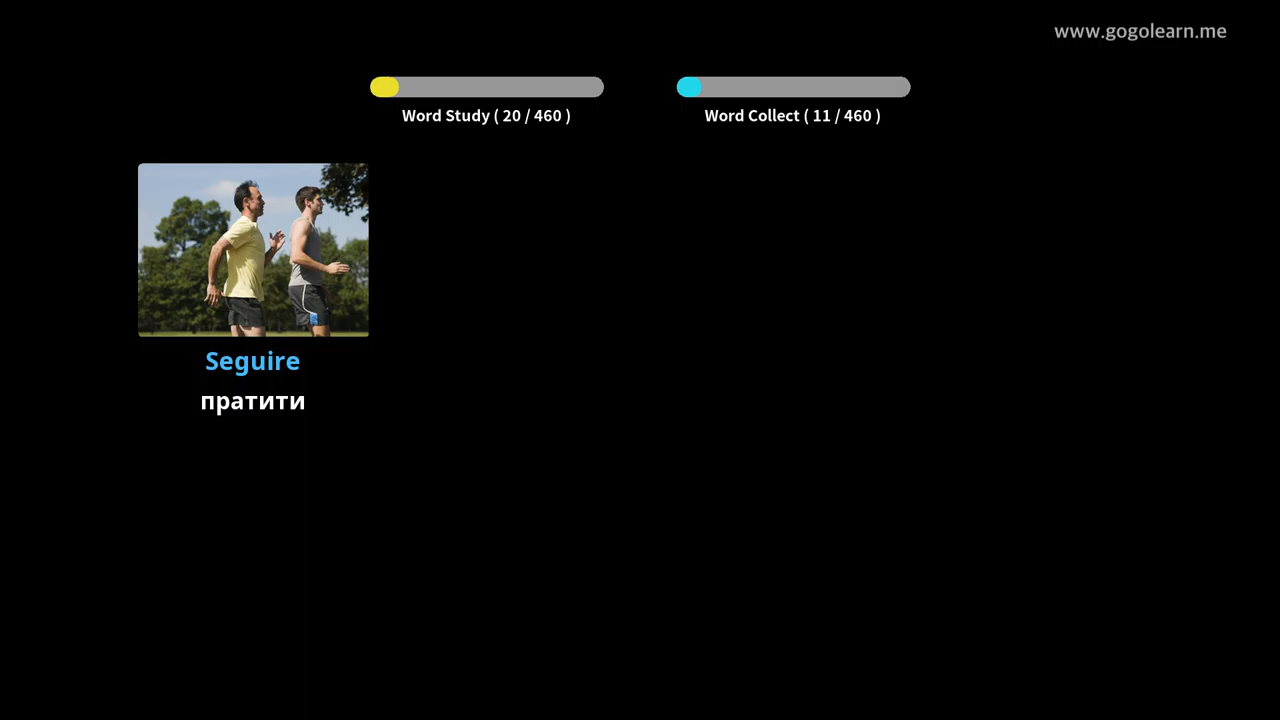 www.gogolearn.me
Word Study ( 20 / 460 )
Word Collect ( 11 / 460 )
Seguire
пратити